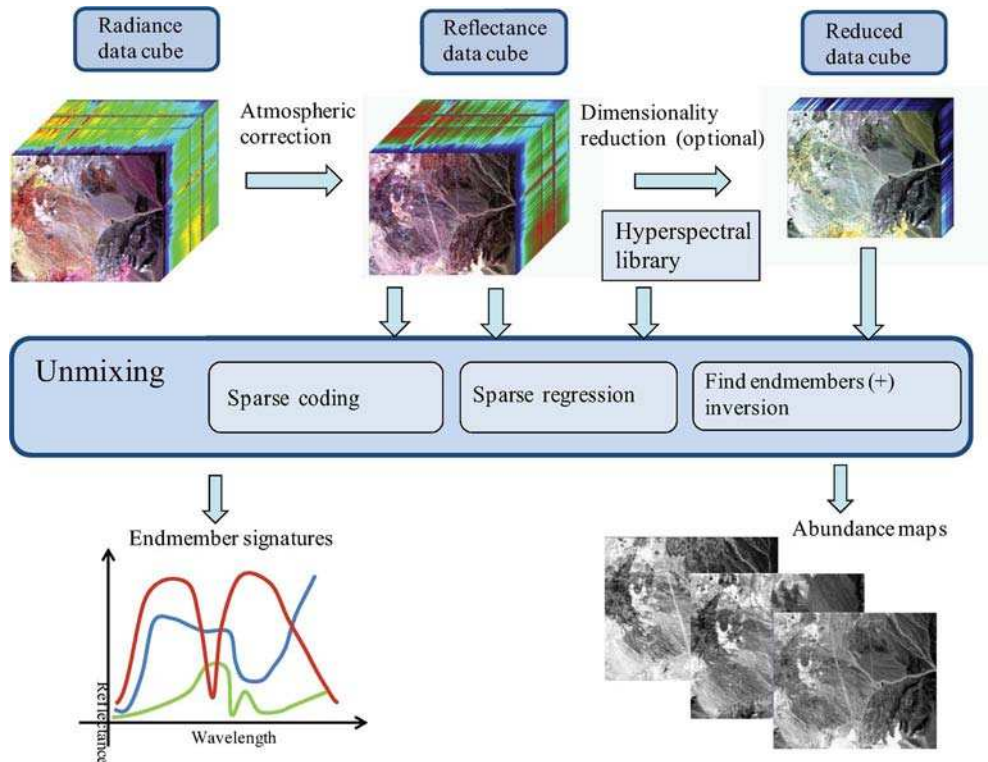 Radiance
data cube
Reflectance
data cube
Reduced
data cube
Atmospheric
correction
Dimensionality
reduction (optional)
Hyperspectral
library
Unmixing
Sparse coding
Sparse regression
Find endmembers (+)
inversion
Endmember signatures
Abundance maps
Reflectance
Wavelength